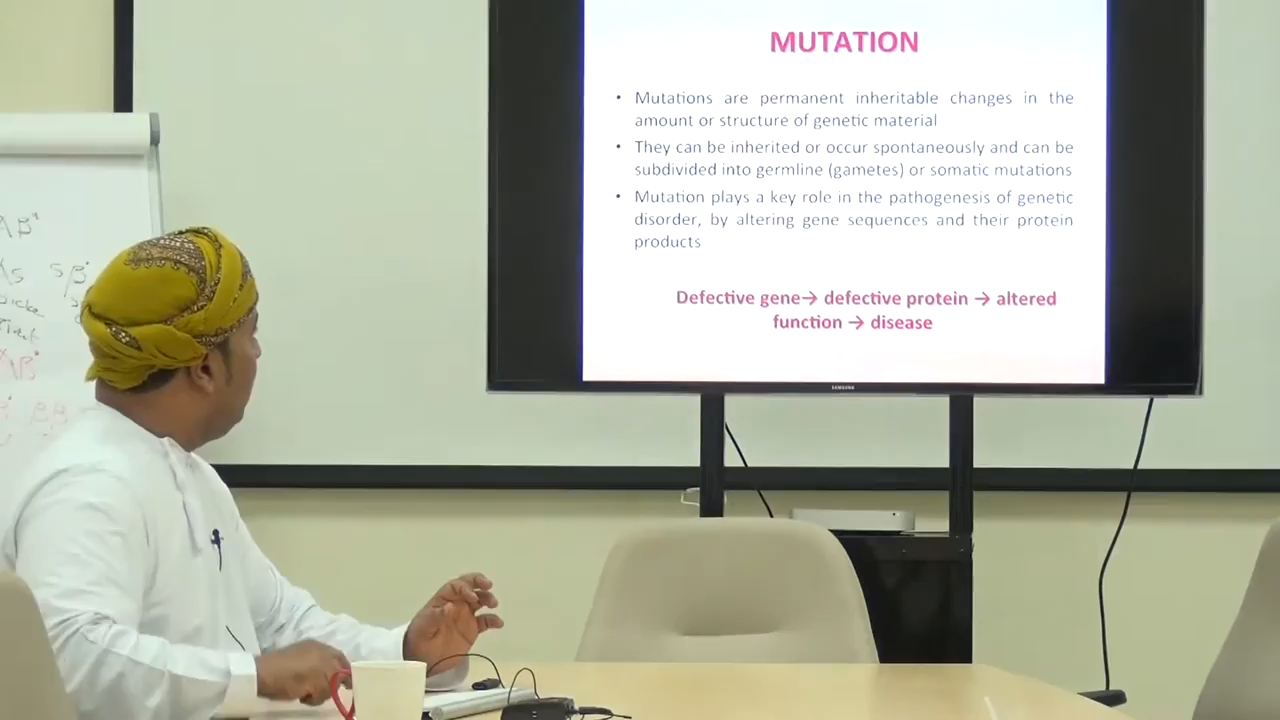 MUTATION
• Mutations are permanent inheritable changes in the
amount or structure of genetic material
• They can be inherited or occur spontaneously and can be
subdivided into germline (gametes) or somatic mutations
• Mutation plays a key role in the pathogenesis of genetic
disorder, by altering gene sequences and their protein
products
Defective gene→ defective protein → altered
function → disease
SAMSUNG